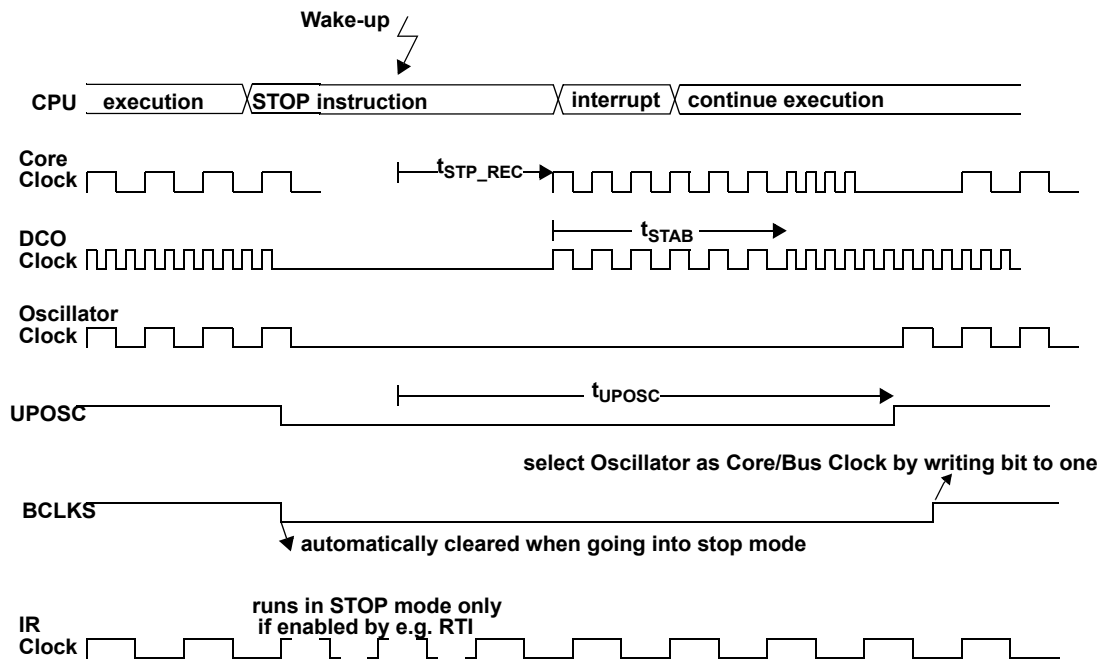 Wake-up
CPU execution STOP instruction interrupt continue execution
Core
Clock
tSTP_REC
DCO
Clock
tSTAB
Oscillator
Clock
UPOSC
tUPOSC
select Oscillator as Core/Bus Clock by writing bit to one
BCLKS
automatically cleared when going into stop mode
runs in STOP mode only
if enabled by e.g. RTI
IR
Clock